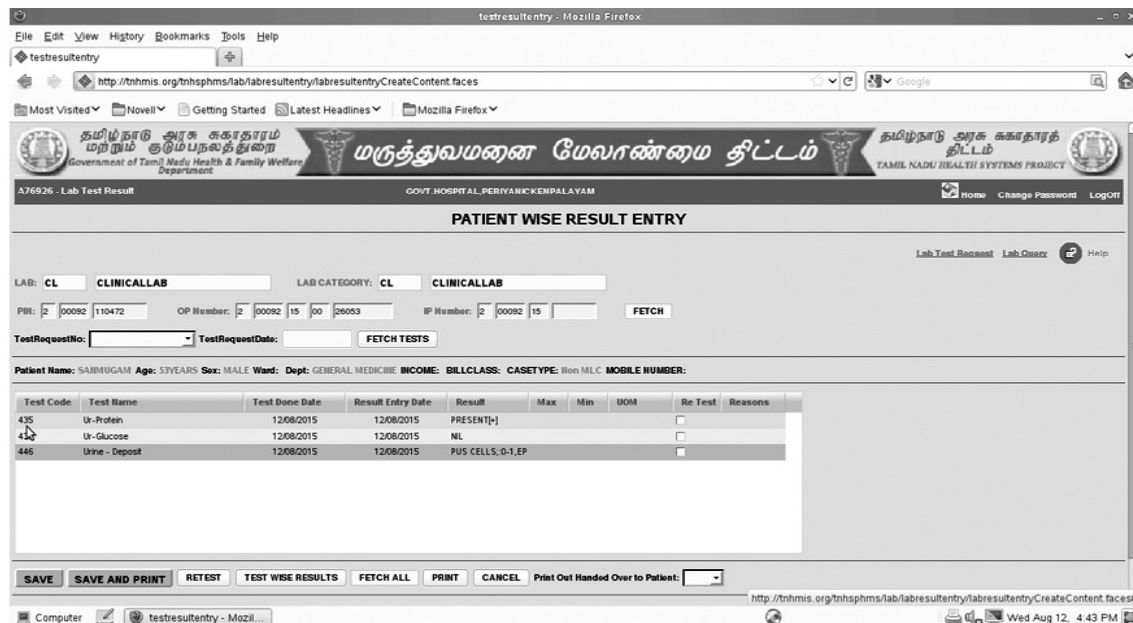 testresultentry - Mozilla Firefox
File Edit View History Bookmarks Tools Help
testresultentry
http://tnhmis.org/tnhsphms/lab/labresultentry/labresultentryCreateContent.faces
Google
Most Visited Novell Getting Started Latest Headlines Mozilla Firefox
தமிழ்நாடு அரசு சுகாதாரம்
மற்றும் குடும்பநலத்துறை
Government of Tamil Nadu Health & Family Welfare
Department
மருத்துவமனை மேலாண்மை திட்டம்
தமிழ்நாடு அரசு சுகாதாரத்
திட்டம்
TAMIL NADU HEALTH SYSTEMS PROJECT
A76926 - Lab Test Result GOVT.HOSPITAL,PERIYANICKENPALAYAM Home Change Password LogOff
PATIENT WISE RESULT ENTRY
Lab Test Request Lab Query Help
LAB: CL CLINICALLAB LAB CATEGORY: CL CLINICALLAB
PIN: 2 00092 110472 OP Number: 2 00092 15 00 26053 IP Number: 2 00092 15 FETCH
TestRequestNo: TestRequestDate: FETCH TESTS
Patient Name: SANMUGAM Age: 53YEARS Sex: MALE Ward: Dept: GENERAL MEDICINE INCOME: BILLCLASS: CASETYPE: Non MLC MOBILE NUMBER:
Test Code Test Name Test Done Date Result Entry Date Result Max Min UOM Re Test Reasons
435 Ur-Protein 12/08/2015 12/08/2015 PRESENT[+]
Ur-Glucose 12/08/2015 12/08/2015 NIL
446 Urine - Deposit 12/08/2015 12/08/2015 PUS CELLS,:0-1,EP
SAVE SAVE AND PRINT RETEST TEST WISE RESULTS FETCH ALL PRINT CANCEL Print Out Handed Over to Patient:
http://tnhmis.org/tnhsphms/lab/labresultentry/labresultentryCreateContent.faces#
Computer testresultentry - Mozil... Wed Aug 12, 4:43 PM